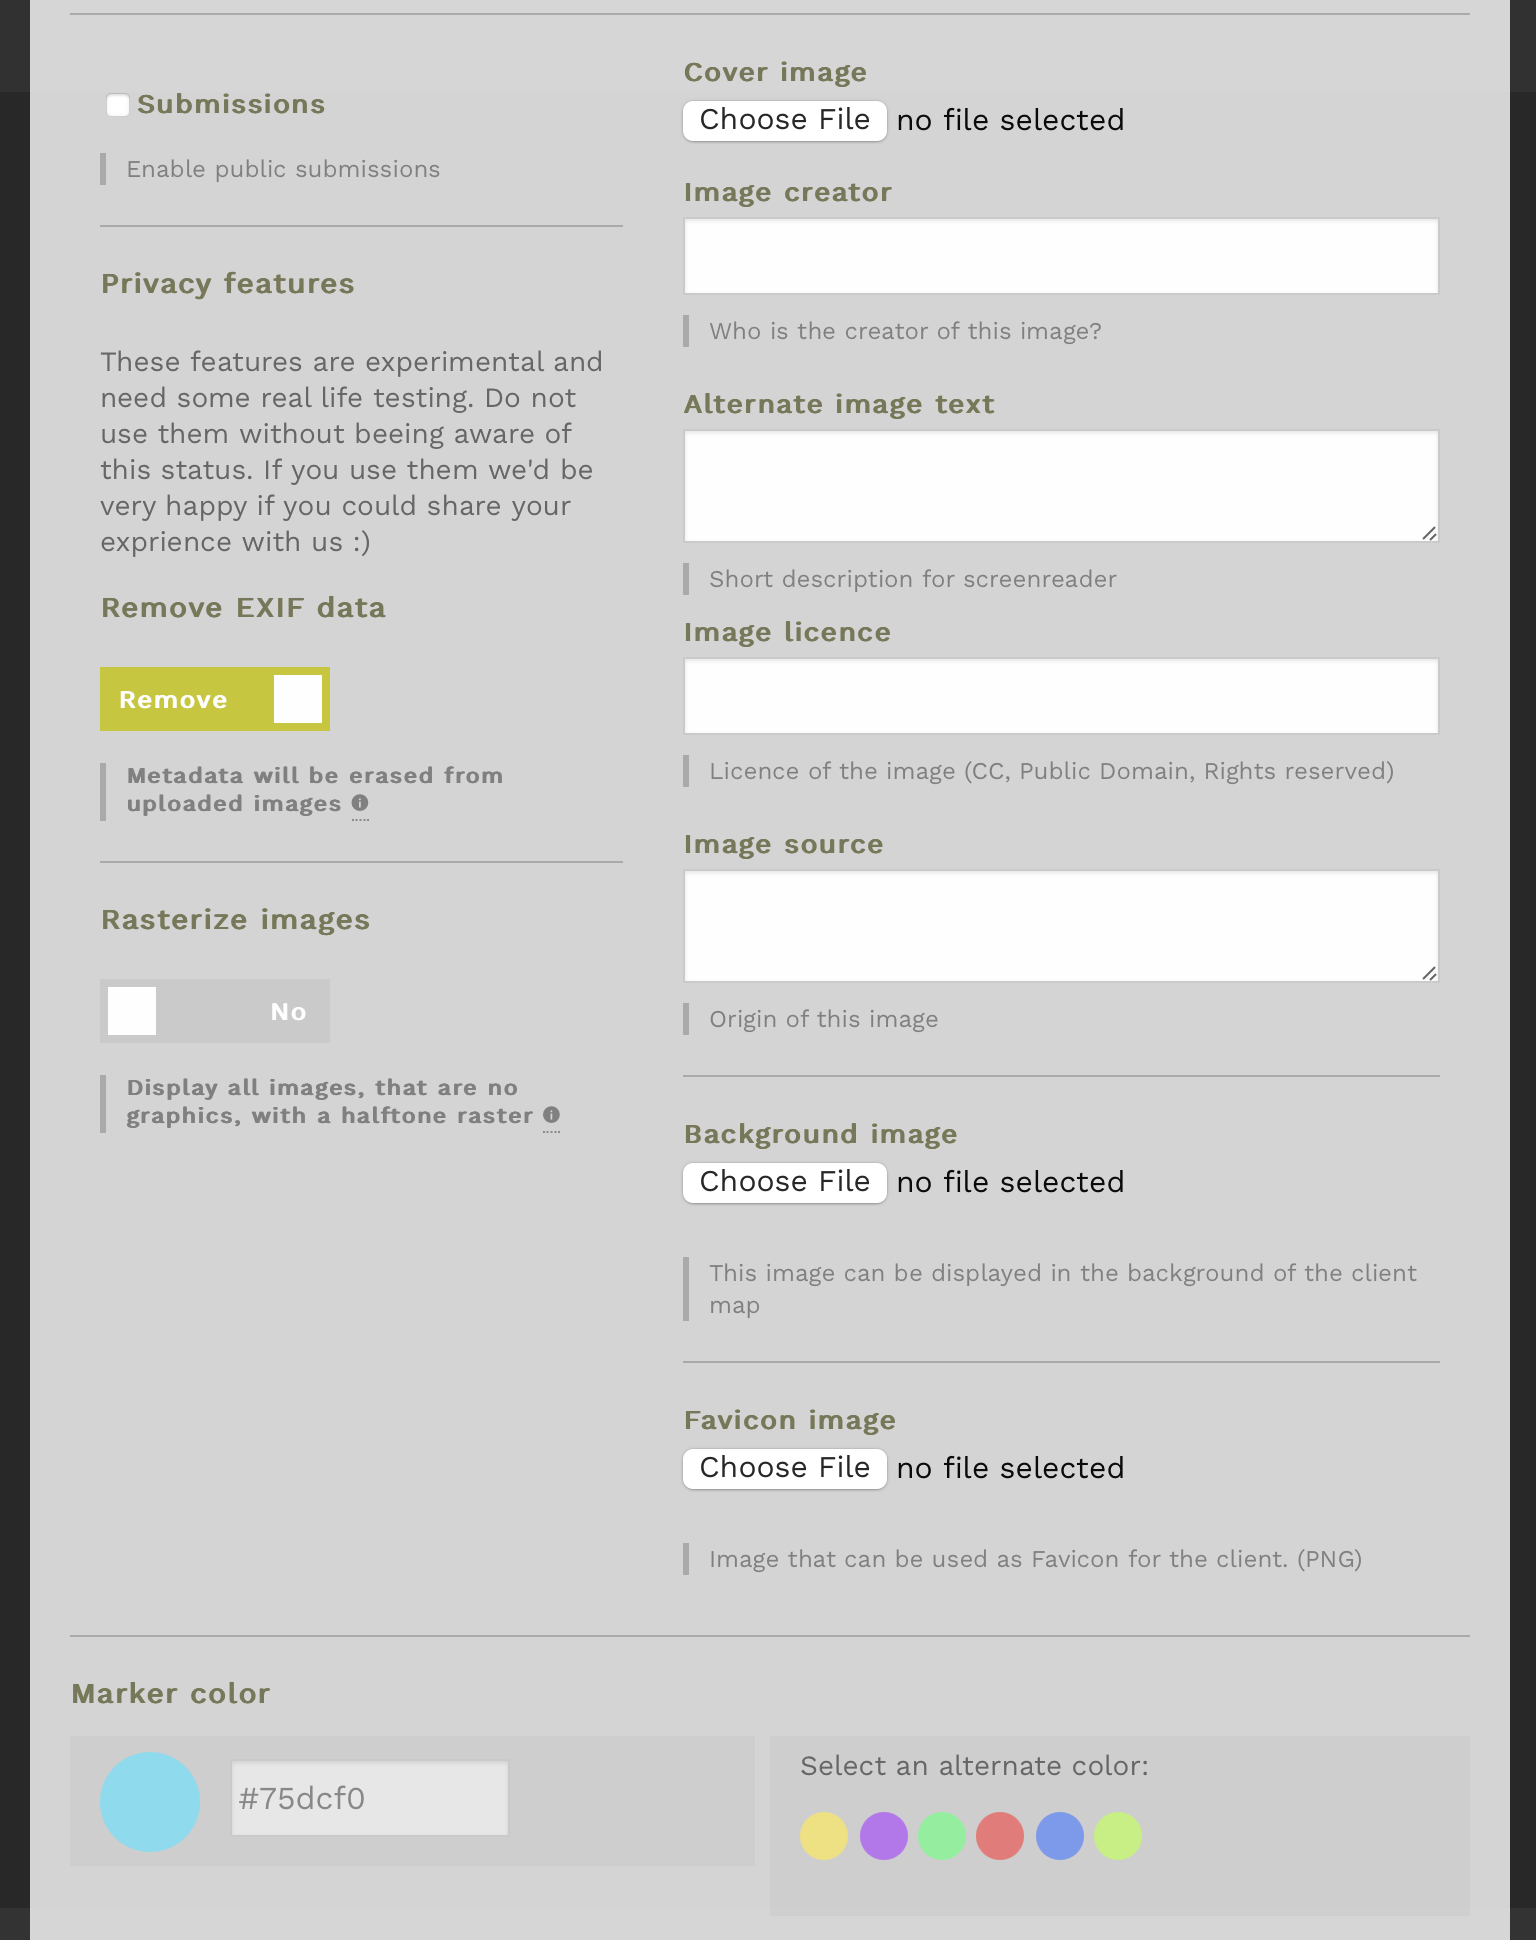 Submissions
Enable public submissions
Privacy features
These features are experimental and
need some real life testing. Do not
use them without beeing aware of
this status. If you use them we'd be
very happy if you could share your
exprience with us :)
Remove EXIF data
Remove
Metadata will be erased from
uploaded images
Rasterize images
No
Display all images, that are no
graphics, with a halftone raster
Cover image
Choose File no file selected
Image creator
Who is the creator of this image?
Alternate image text
Short description for screenreader
Image licence
Licence of the image (CC, Public Domain, Rights reserved)
Image source
Origin of this image
Background image
Choose File no file selected
This image can be displayed in the background of the client
map
Favicon image
Choose File no file selected
Image that can be used as Favicon for the client. (PNG)
Marker color
#75dcf0
Select an alternate color: